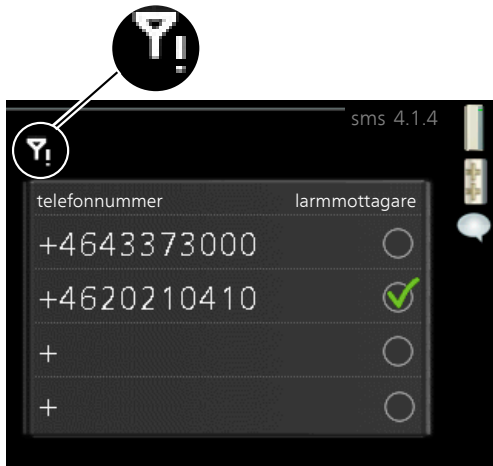 sms 4.1.4
telefonnummer larmmottagare
+4643373000
+4620210410
+
+